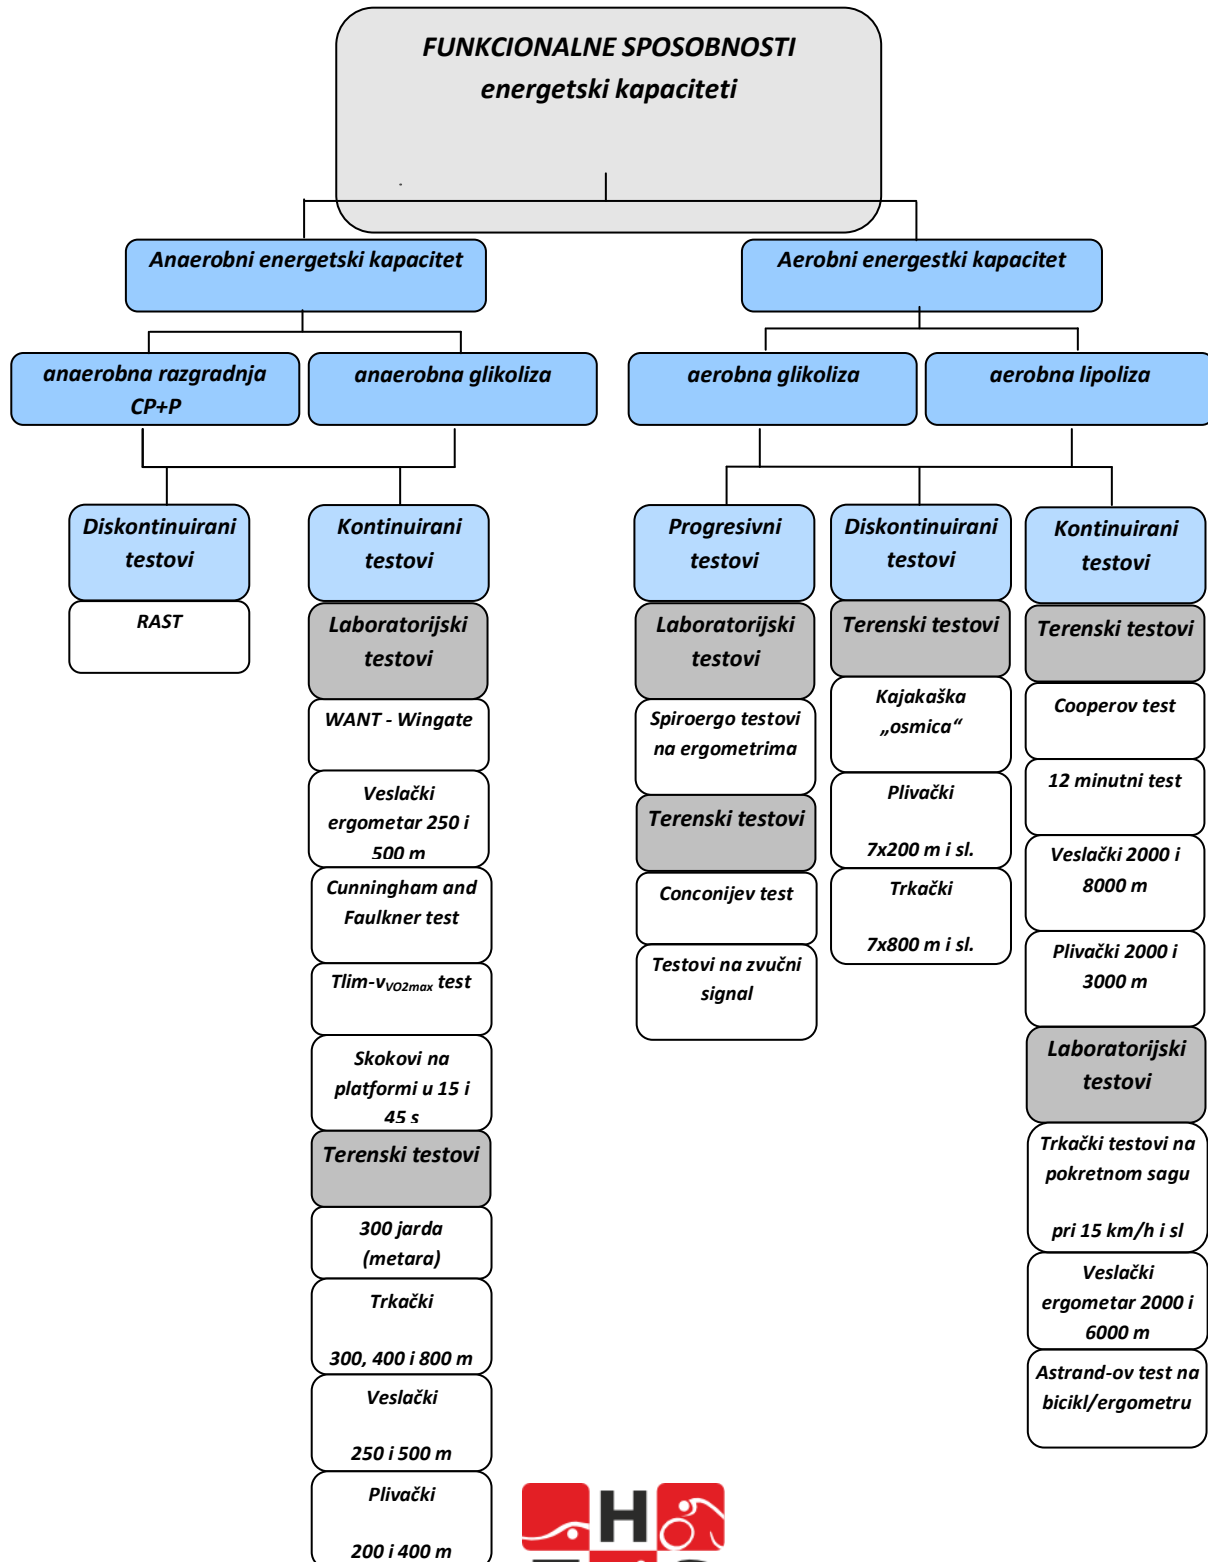 FUNKCIONALNE SPOSOBNOSTI
energetski kapaciteti
Anaerobni energetski kapacitet
Aerobni energestki kapacitet
anaerobna razgradnja
CP+P
anaerobna glikoliza
aerobna glikoliza
aerobna lipoliza
Diskontinuirani
testovi
RAST
Kontinuirani
testovi
Laboratorijski
testovi
WANT - Wingate
Veslački
ergometar 250 i
500 m
Cunningham and
Faulkner test
Tlim-vVO2max test
Skokovi na
platformi u 15 i
45 s
Terenski testovi
300 jarda
(metara)
Trkački
300, 400 i 800 m
Veslački
250 i 500 m
Plivački
200 i 400 m
Progresivni
testovi
Laboratorijski
testovi
Spiroergo testovi
na ergometrima
Terenski testovi
Conconijev test
Testovi na zvučni
signal
Diskontinuirani
testovi
Terenski testovi
Kajakaška
„osmica“
Plivački
7x200 m i sl.
Trkački
7x800 m i sl.
Kontinuirani
testovi
Terenski testovi
Cooperov test
12 minutni test
Veslački 2000 i
8000 m
Plivački 2000 i
3000 m
Laboratorijski
testovi
Trkački testovi na
pokretnom sagu
pri 15 km/h i sl
Veslački
ergometar 2000 i
6000 m
Astrand-ov test na
bicikl/ergometru
H